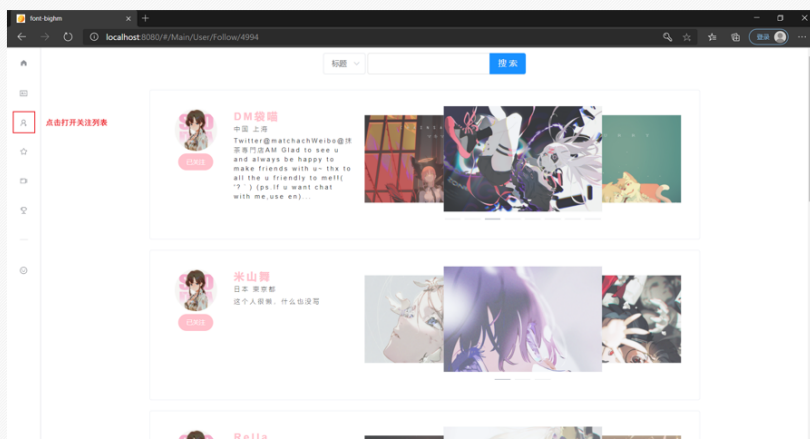 font-bighm
localhost:8080/#/Main/User/Follow/4994
登录
标题
搜索
点击打开关注列表
DM袋喵
中国 上海
Twitter@matchachWeibo@抹
茶専門店AM Glad to see u
and always be happy to
make friends with u~ thx to
all the u friendly to me!!(
'?｀) (ps.If u want chat
with me,use en)...
已关注
米山舞
日本 東京都
这个人很懒，什么也没写
已关注
Rella